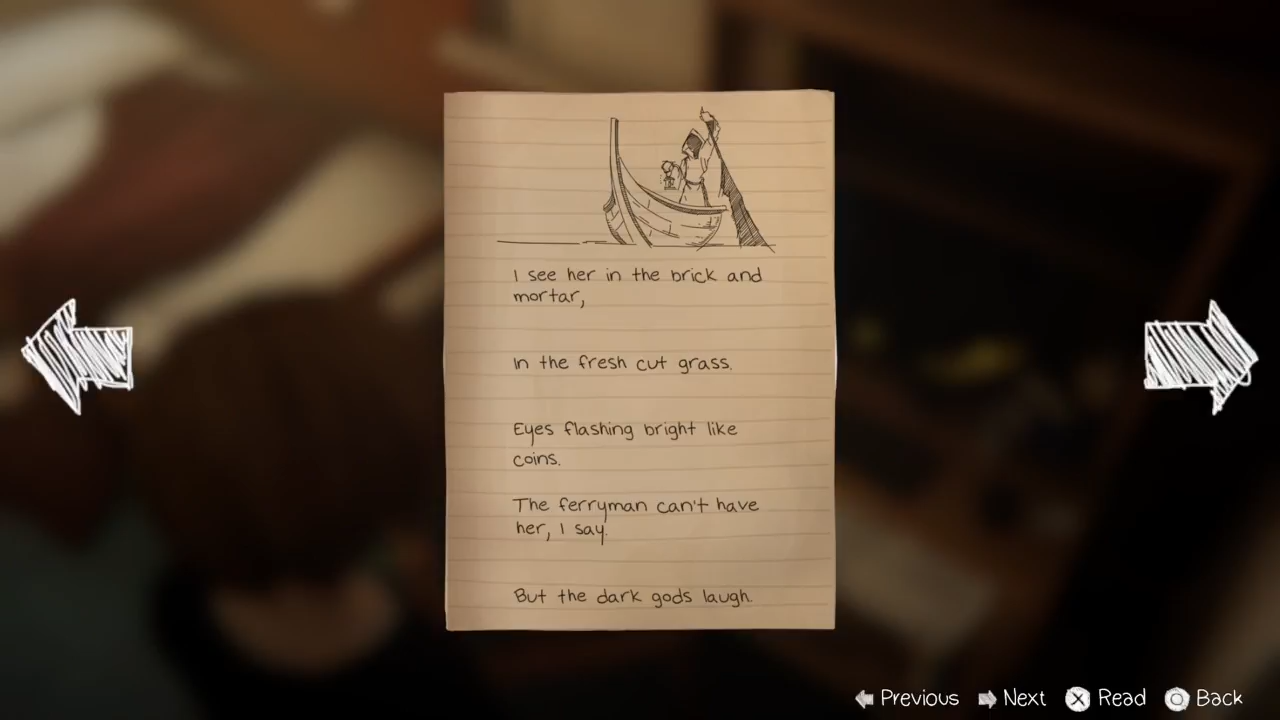 I see her in the brick and
mortar,
In the fresh cut grass.
Eyes flashing bright like
coins.
The ferryman can't have
her, I say.
But the dark gods laugh.
Previous Next Read Back